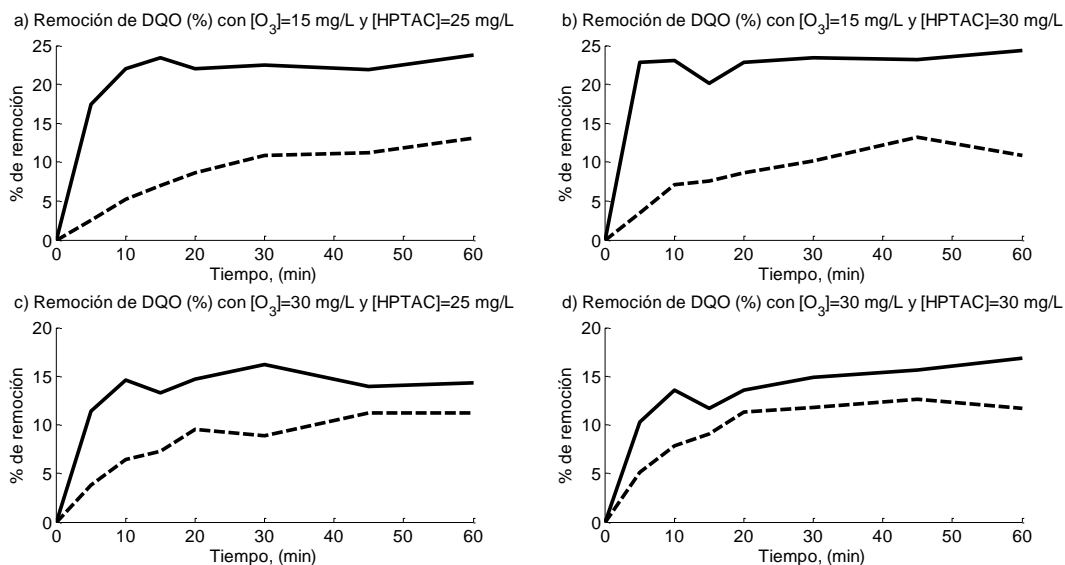 a) Remoción de DQO (%) con [O3]=15 mg/L y [HPTAC]=25 mg/L
25
20
15
10
5
0
% de remoción
0 10 20 30 40 50 60
Tiempo, (min)
b) Remoción de DQO (%) con [O3]=15 mg/L y [HPTAC]=30 mg/L
25
20
15
10
5
0
% de remoción
0 10 20 30 40 50 60
Tiempo, (min)
c) Remoción de DQO (%) con [O3]=30 mg/L y [HPTAC]=25 mg/L
20
15
10
5
0
% de remoción
0 10 20 30 40 50 60
Tiempo, (min)
d) Remoción de DQO (%) con [O3]=30 mg/L y [HPTAC]=30 mg/L
20
15
10
5
0
% de remoción
0 10 20 30 40 50 60
Tiempo, (min)